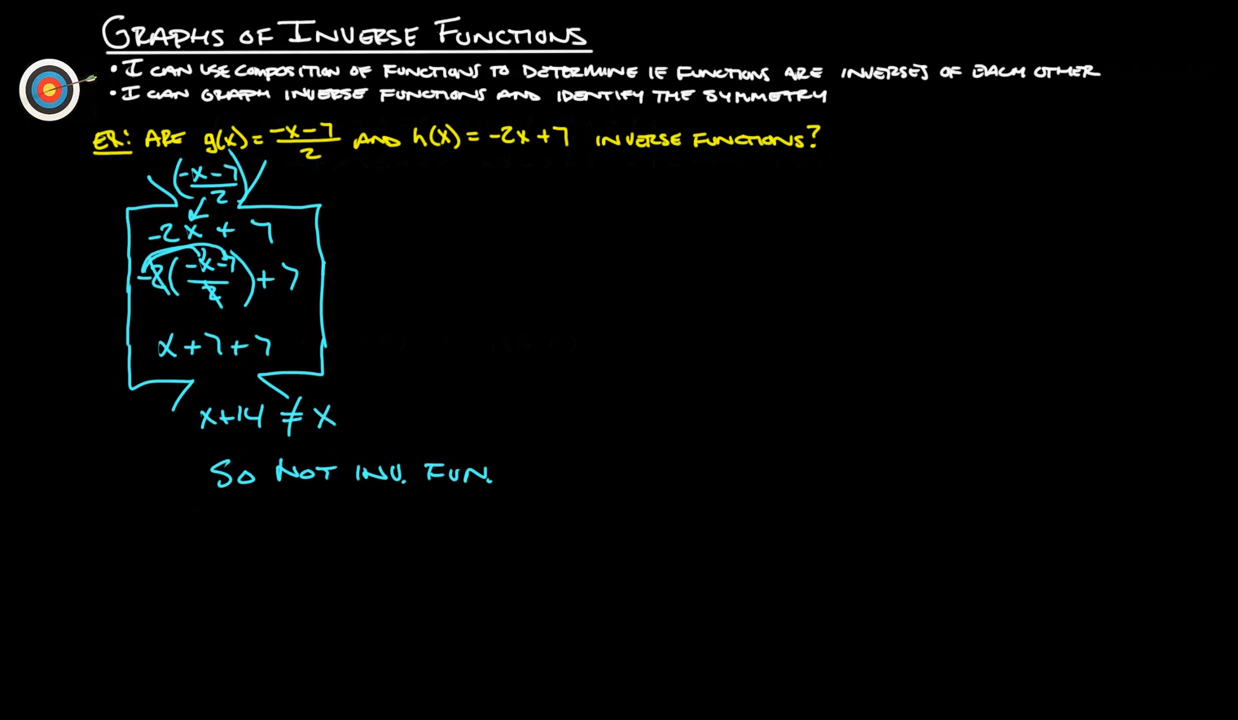 GRAPHS OF INVERSE FUNCTIONS
• I CAN USE COMPOSITION OF FUNCTIONS TO DETERMINE IF FUNCTIONS ARE INVERSES OF EACH OTHER
• I CAN GRAPH INVERSE FUNCTIONS AND IDENTIFY THE SYMMETRY
EX: ARE g(x) = (-x-7)/2 AND h(x) = -2x+7 INVERSE FUNCTIONS?
((-x-7)/2)
-2x + 7
-2((-x-7)/2) + 7
x+7+7
x+14 ≠ x
SO NOT INV. FUN.